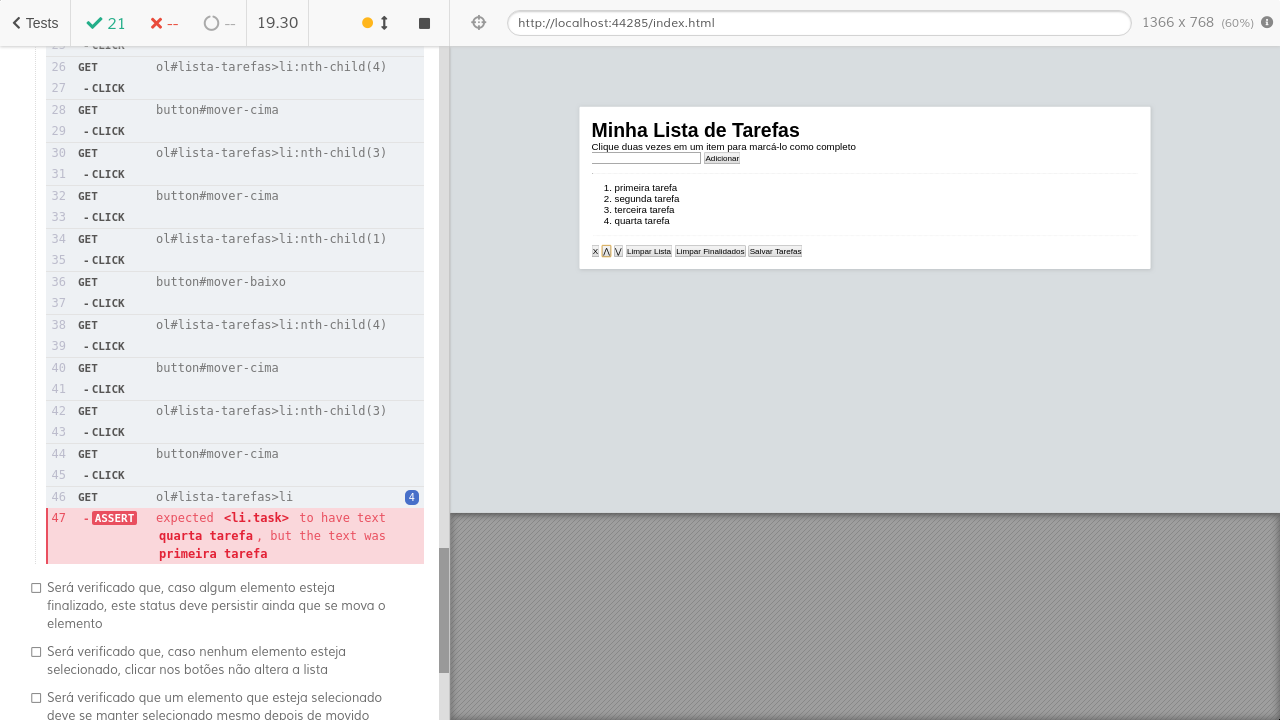 Tests
21
--
--
19.30
http://localhost:44285/index.html
1366 x 768 (60%)
25 - CLICK
26 GET ol#lista-tarefas>li:nth-child(4)
27 - CLICK
28 GET button#mover-cima
29 - CLICK
30 GET ol#lista-tarefas>li:nth-child(3)
31 - CLICK
32 GET button#mover-cima
33 - CLICK
34 GET ol#lista-tarefas>li:nth-child(1)
35 - CLICK
36 GET button#mover-baixo
37 - CLICK
38 GET ol#lista-tarefas>li:nth-child(4)
39 - CLICK
40 GET button#mover-cima
41 - CLICK
42 GET ol#lista-tarefas>li:nth-child(3)
43 - CLICK
44 GET button#mover-cima
45 - CLICK
46 GET ol#lista-tarefas>li 4
47 - ASSERT expected <li.task> to have text
quarta tarefa, but the text was
primeira tarefa
Será verificado que, caso algum elemento esteja
finalizado, este status deve persistir ainda que se mova o
elemento
Será verificado que, caso nenhum elemento esteja
selecionado, clicar nos botões não altera a lista
Será verificado que um elemento que esteja selecionado
deve se manter selecionado mesmo depois de movido
Minha Lista de Tarefas
Clique duas vezes em um item para marcá-lo como completo
Adicionar
1. primeira tarefa
2. segunda tarefa
3. terceira tarefa
4. quarta tarefa
X /\ \/ Limpar Lista Limpar Finalizados Salvar Tarefas